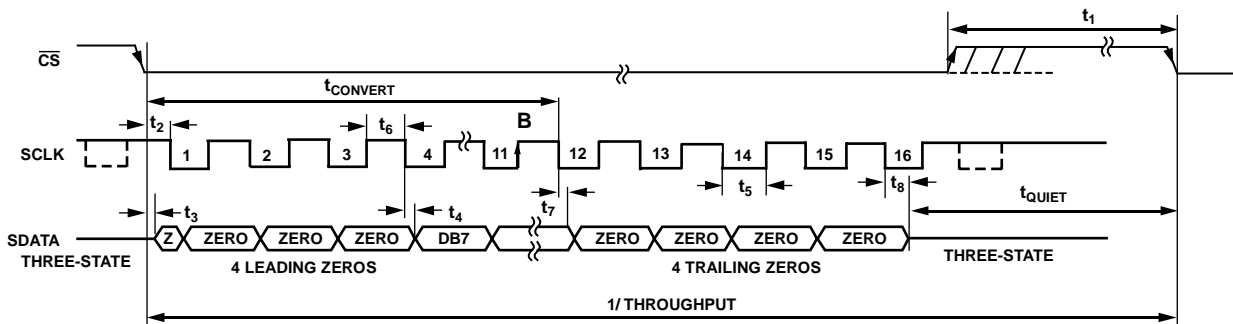 t1
CS
tCONVERT
t2
t6
B
SCLK
1 2 3 4 11 12 13 14 15 16
t5
t8
t3
t4
t7
tQUIET
SDATA
Z ZERO ZERO ZERO DB7 ZERO ZERO ZERO ZERO
THREE-STATE
4 LEADING ZEROS
4 TRAILING ZEROS
THREE-STATE
1/ THROUGHPUT